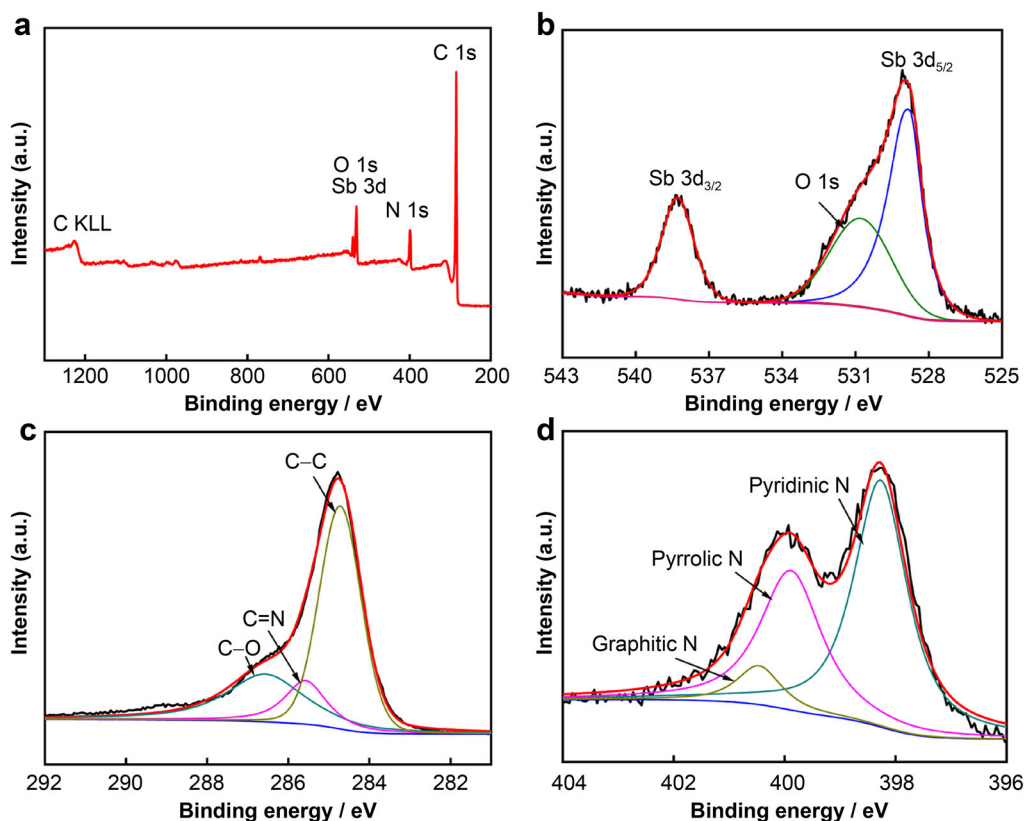 a
C 1s
O 1s
Sb 3d
N 1s
C KLL
Intensity (a.u.)
1200 1000 800 600 400 200
Binding energy / eV
b
Sb 3d5/2
Sb 3d3/2
O 1s
Intensity (a.u.)
543 540 537 534 531 528 525
Binding energy / eV
c
C–C
C=N
C–O
Intensity (a.u.)
292 290 288 286 284 282
Binding energy / eV
d
Pyridinic N
Pyrrolic N
Graphitic N
Intensity (a.u.)
404 402 400 398 396
Binding energy / eV